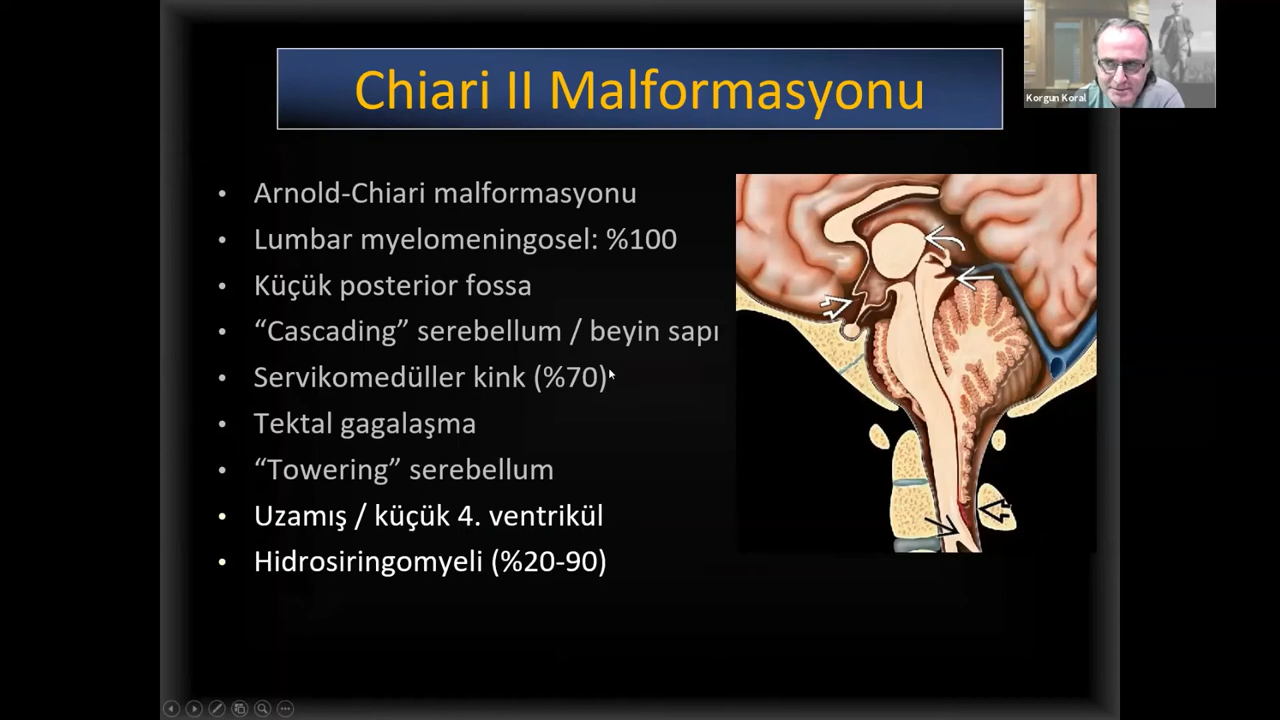 Chiari II Malformasyonu
Korgun Koral
• Arnold-Chiari malformasyonu
• Lumbar myelomeningosel: %100
• Küçük posterior fossa
• “Cascading” serebellum / beyin sapı
• Servikomedüller kink (%70)
• Tektal gagalaşma
• “Towering” serebellum
• Uzamış / küçük 4. ventrikül
• Hidrosiringomyeli (%20-90)